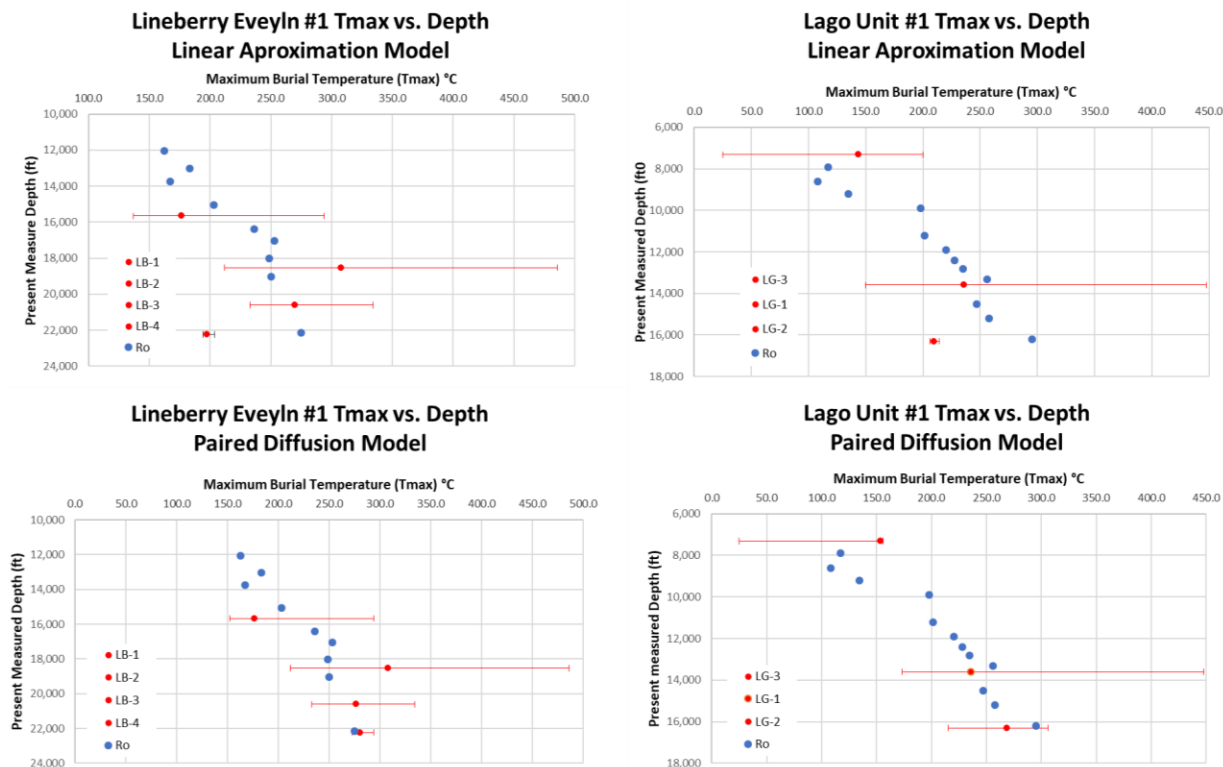 Lineberry Eveyln #1 Tmax vs. Depth
Linear Aproximation Model
Maximum Burial Temperature (Tmax) °C
100.0 150.0 200.0 250.0 300.0 350.0 400.0 450.0 500.0
Present Measured Depth (ft)
10,000
12,000
14,000
16,000
18,000
20,000
22,000
24,000
LB-1
LB-2
LB-3
LB-4
Ro
Lago Unit #1 Tmax vs. Depth
Linear Aproximation Model
Maximum Burial Temperature (Tmax) °C
0.0 50.0 100.0 150.0 200.0 250.0 300.0 350.0 400.0 450.0
Present Measure Depth (ft0
6,000
8,000
10,000
12,000
14,000
16,000
18,000
LG-3
LG-1
LG-2
Ro
Lineberry Eveyln #1 Tmax vs. Depth
Paired Diffusion Model
Maximum Burial Temperature (Tmax) °C
0.0 50.0 100.0 150.0 200.0 250.0 300.0 350.0 400.0 450.0 500.0
Present Measured Depth (ft)
10,000
12,000
14,000
16,000
18,000
20,000
22,000
24,000
LB-1
LB-2
LB-3
LB-4
Ro
Lago Unit #1 Tmax vs. Depth
Paired Diffusion Model
Maximum Burial Temperature (Tmax) °C
0.0 50.0 100.0 150.0 200.0 250.0 300.0 350.0 400.0 450.0
Present measured Depth (ft)
6,000
8,000
10,000
12,000
14,000
16,000
18,000
LG-3
LG-1
LG-2
Ro